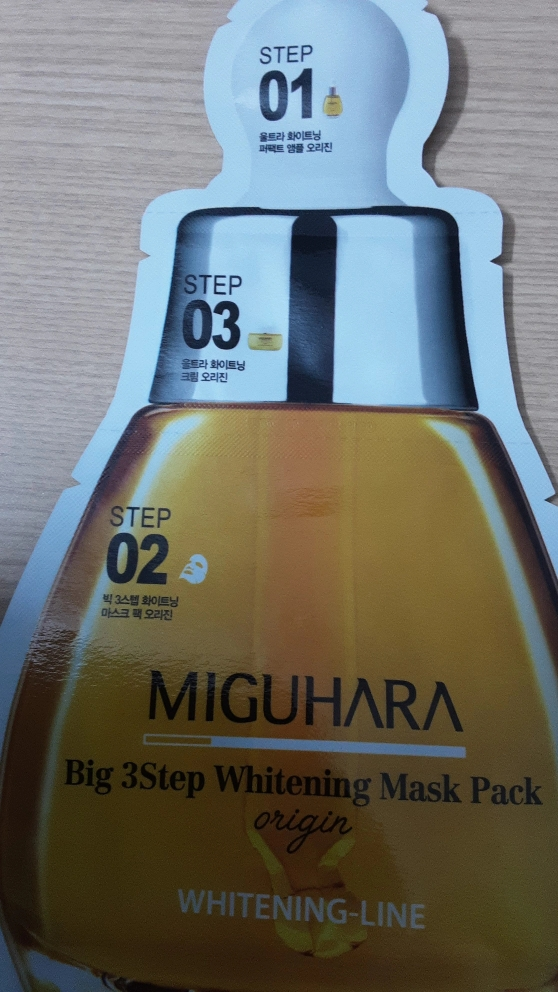 STEP
01
울트라 화이트닝
퍼팩트 앰플 오리진
STEP
03
울트라 화이트닝
크림 오리진
STEP
02
빅 3스텝 화이트닝
마스크 팩 오리진
MIGUHARA
Big 3Step Whitening Mask Pack
origin
WHITENING-LINE